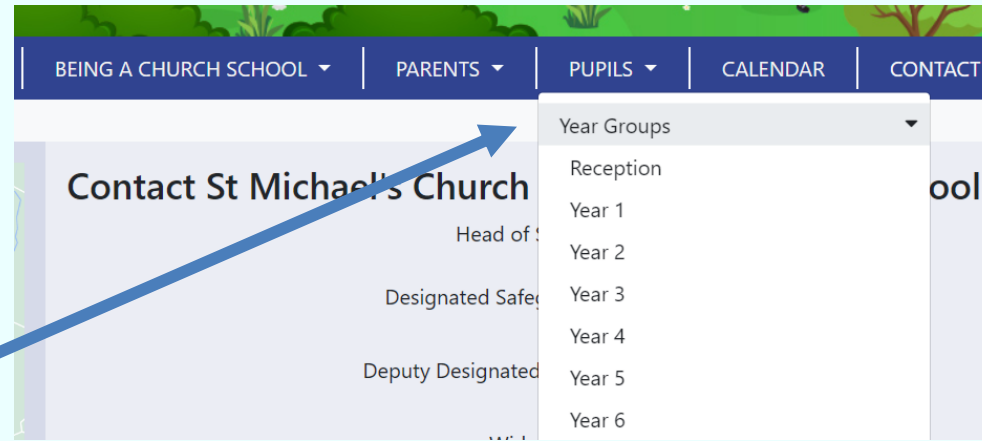 BEING A CHURCH SCHOOL PARENTS PUPILS CALENDAR CONTACT
Year Groups
Reception
Year 1
Year 2
Year 3
Year 4
Year 5
Year 6
Contact St Michael's Church ool
Head of
Designated
Deputy Designated